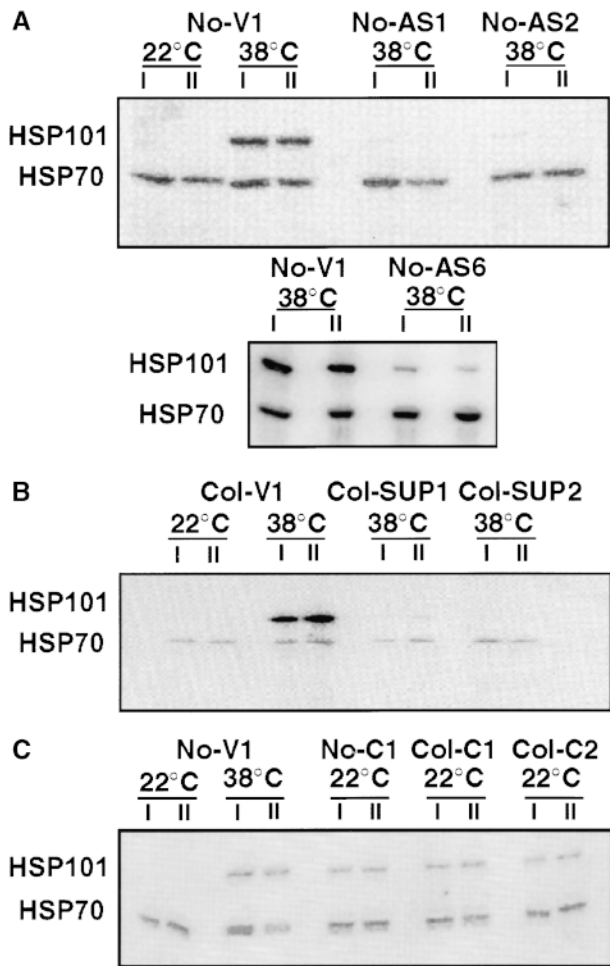 A
No-V1 No-AS1 No-AS2
22°C 38°C 38°C 38°C
I II I II I II I II
HSP101
HSP70
No-V1 No-AS6
38°C 38°C
I II I II
HSP101
HSP70
B
Col-V1 Col-SUP1 Col-SUP2
22°C 38°C 38°C 38°C
I II I II I II I II
HSP101
HSP70
C
No-V1 No-C1 Col-C1 Col-C2
22°C 38°C 22°C 22°C 22°C
I II I II I II I II I II
HSP101
HSP70